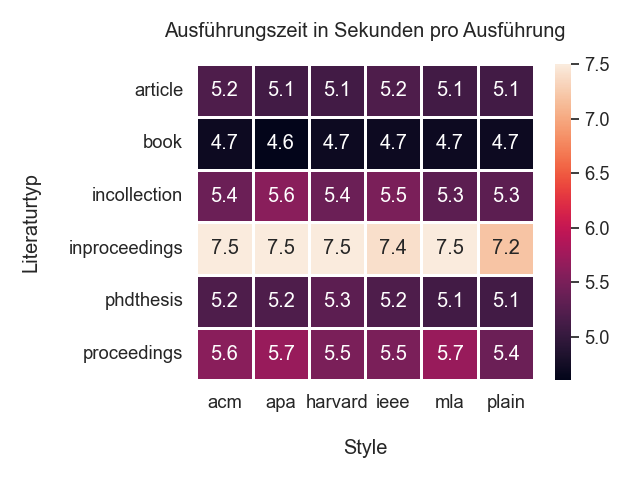 Ausführungszeit in Sekunden pro Ausführung
article 5.2 5.1 5.1 5.2 5.1 5.1
book 4.7 4.6 4.7 4.7 4.7 4.7
incollection 5.4 5.6 5.4 5.5 5.3 5.3
inproceedings 7.5 7.5 7.5 7.4 7.5 7.2
phdthesis 5.2 5.2 5.3 5.2 5.1 5.1
proceedings 5.6 5.7 5.5 5.5 5.7 5.4
acm apa harvard ieee mla plain
Style
Literaturtyp
7.5
7.0
6.5
6.0
5.5
5.0